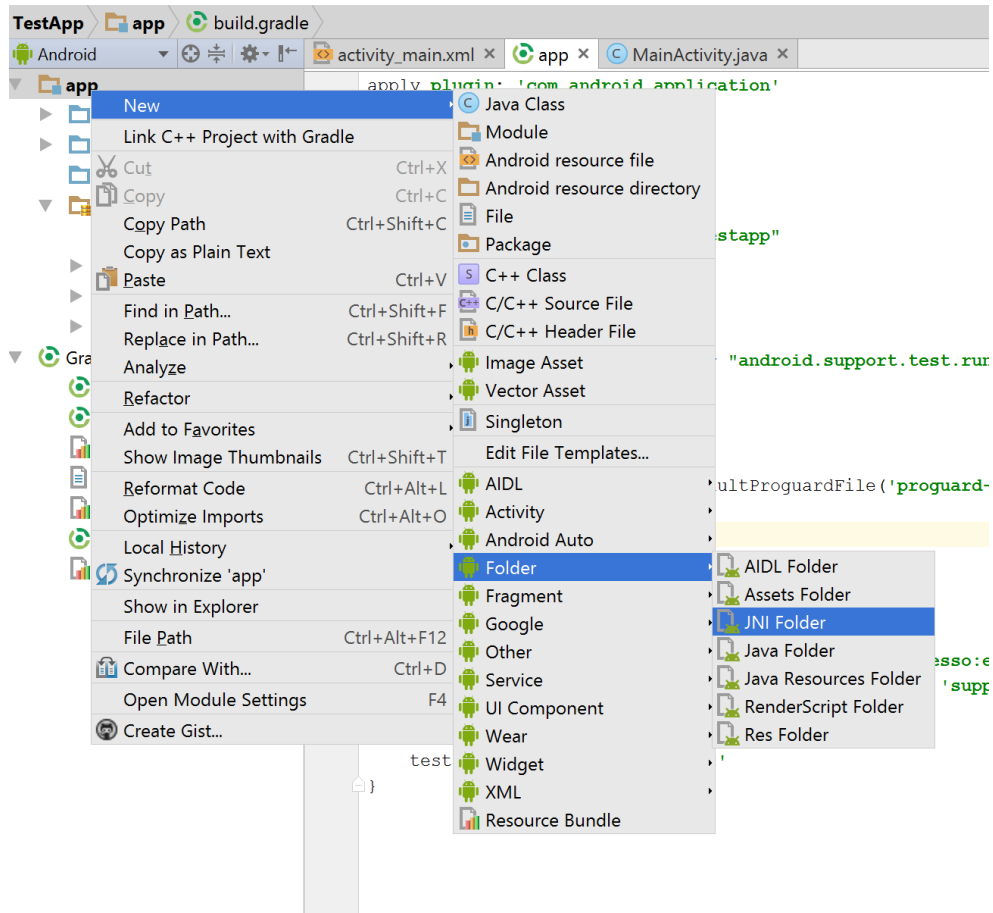 TestApp app build.gradle
Android activity_main.xml app MainActivity.java
app
apply plugin: 'com.android.application'
New
Link C++ Project with Gradle
Cut Ctrl+X
Copy Ctrl+C
Copy Path Ctrl+Shift+C
Copy as Plain Text
Paste Ctrl+V
Find in Path... Ctrl+Shift+F
Replace in Path... Ctrl+Shift+R
Analyze
Refactor
Add to Favorites
Show Image Thumbnails Ctrl+Shift+T
Reformat Code Ctrl+Alt+L
Optimize Imports Ctrl+Alt+O
Local History
Synchronize 'app'
Show in Explorer
File Path Ctrl+Alt+F12
Compare With... Ctrl+D
Open Module Settings F4
Create Gist...
Java Class
Module
Android resource file
Android resource directory
File
Package
C++ Class
C/C++ Source File
C/C++ Header File
Image Asset
Vector Asset
Singleton
Edit File Templates...
AIDL
Activity
Android Auto
Folder
Fragment
Google
Other
Service
UI Component
Wear
Widget
XML
Resource Bundle
AIDL Folder
Assets Folder
JNI Folder
Java Folder
Java Resources Folder
RenderScript Folder
Res Folder
Gra
stapp"
"android.support.test.run
ultProguardFile('proguard-
esso:e
'supp
test '
}